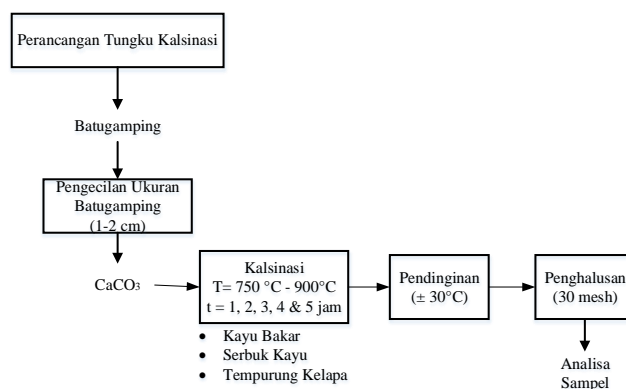 Perancangan Tungku Kalsinasi
Batugamping
Pengecilan Ukuran
Batugamping
(1-2 cm)
CaCO₃
Kalsinasi
T= 750 °C - 900°C
t = 1, 2, 3, 4 & 5 jam
• Kayu Bakar
• Serbuk Kayu
• Tempurung Kelapa
Pendinginan
(± 30°C)
Penghalusan
(30 mesh)
Analisa
Sampel